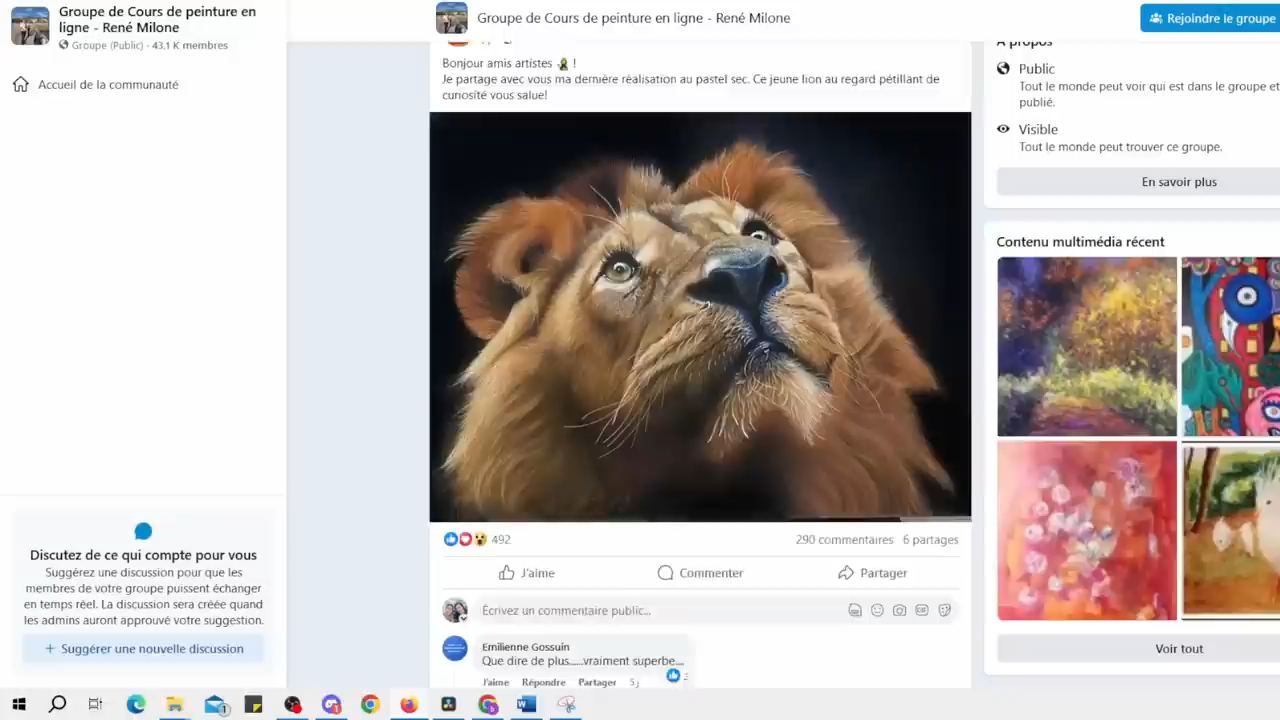 Groupe de Cours de peinture en
ligne - René Milone
Groupe (Public) · 43,1 K membres
Accueil de la communauté
Discutez de ce qui compte pour vous
Suggérez une discussion pour que les
membres de votre groupe puissent échanger
en temps réel. La discussion sera créée quand
les admins auront approuvé votre suggestion.
+ Suggérer une nouvelle discussion
Groupe de Cours de peinture en ligne - René Milone
Rejoindre le groupe
Bonjour amis artistes !
Je partage avec vous ma dernière réalisation au pastel sec. Ce jeune lion au regard pétillant de
curiosité vous salue!
492
290 commentaires 6 partages
J'aime
Commenter
Partager
Écrivez un commentaire public...
GIF
Emilienne Gossuin
Que dire de plus......vraiment superbe....
J'aime Répondre Partager 5 j
À propos
Public
Tout le monde peut voir qui est dans le groupe et
publié.
Visible
Tout le monde peut trouver ce groupe.
En savoir plus
Contenu multimédia récent
Voir tout